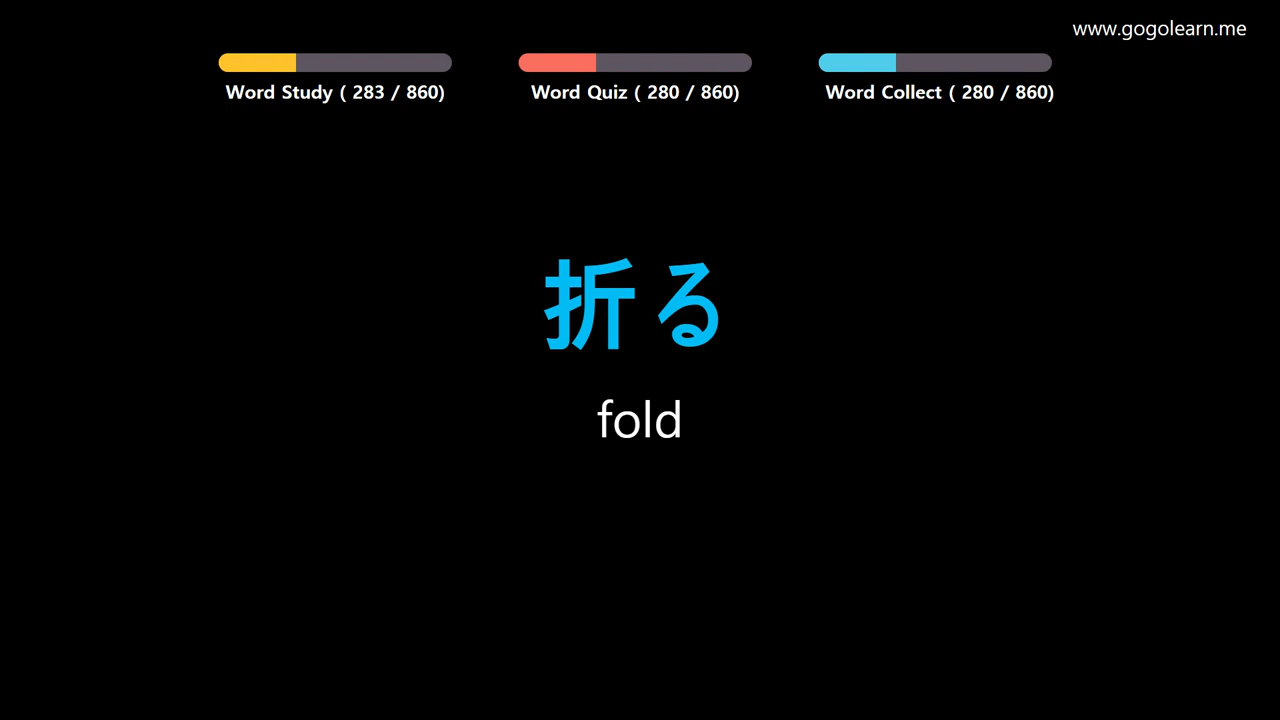 www.gogolearn.me
Word Study ( 283 / 860)
Word Quiz ( 280 / 860)
Word Collect ( 280 / 860)
折る
fold